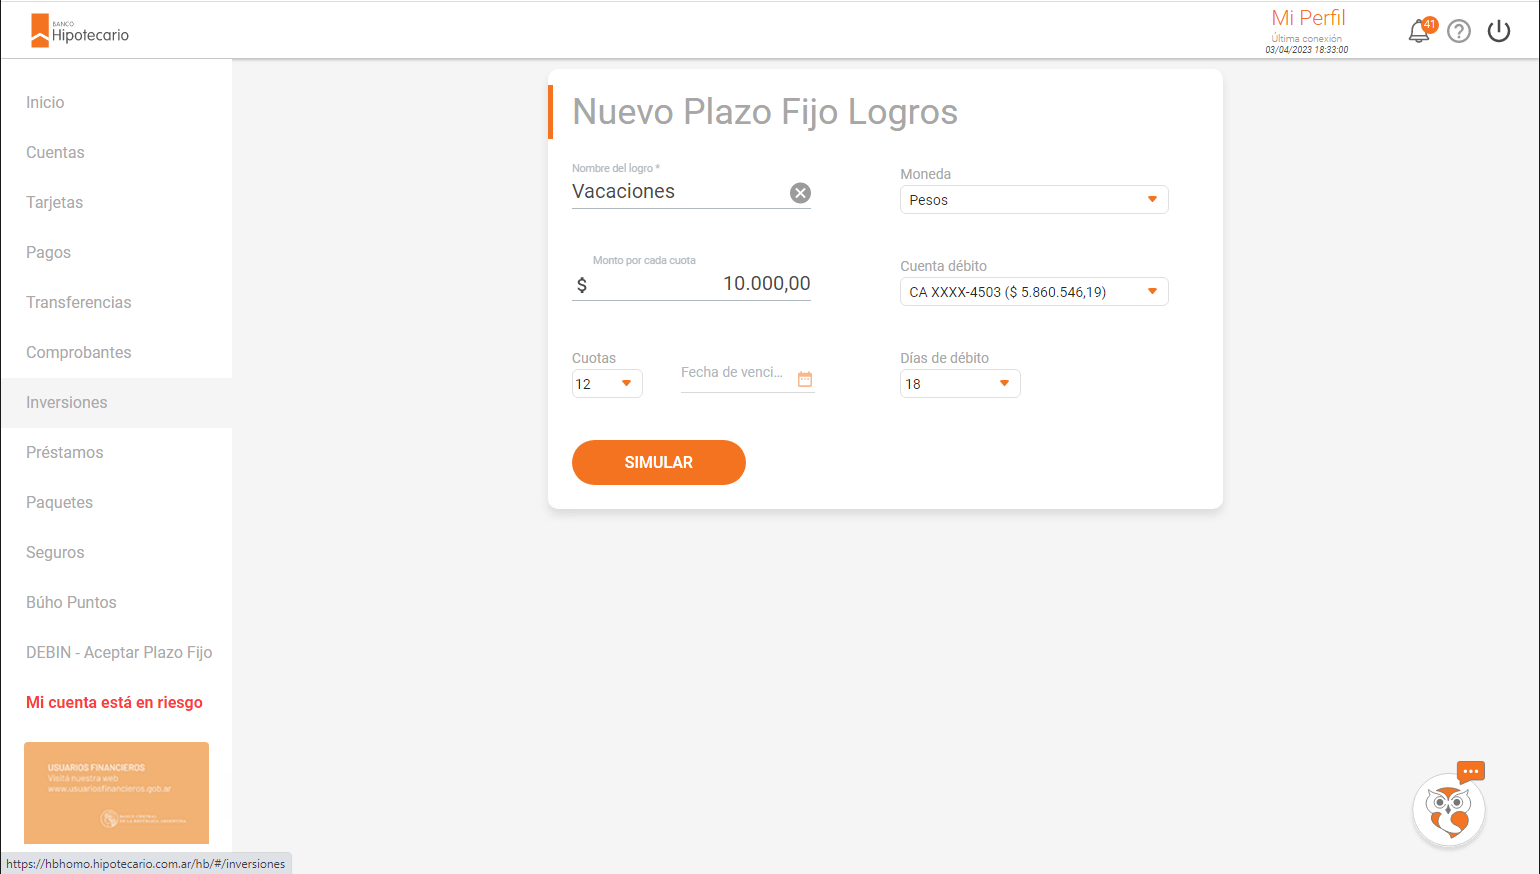 BANCO
Hipotecario
Mi Perfil
Última conexión
03/04/2023 18:33:00
41
Inicio
Cuentas
Tarjetas
Pagos
Transferencias
Comprobantes
Inversiones
Préstamos
Paquetes
Seguros
Búho Puntos
DEBIN - Aceptar Plazo Fijo
Mi cuenta está en riesgo
USUARIOS FINANCIEROS
Visitá nuestra web
www.usuariosfinancieros.gob.ar
BANCO CENTRAL
DE LA REPÚBLICA ARGENTINA
Nuevo Plazo Fijo Logros
Nombre del logro *
Vacaciones
Moneda
Pesos
Monto por cada cuota
$ 10.000,00
Cuenta débito
CA XXXX-4503 ($ 5.860.546,19)
Cuotas
12
Fecha de venci...
Días de débito
18
SIMULAR
https://hbhomo.hipotecario.com.ar/hb/#/inversiones